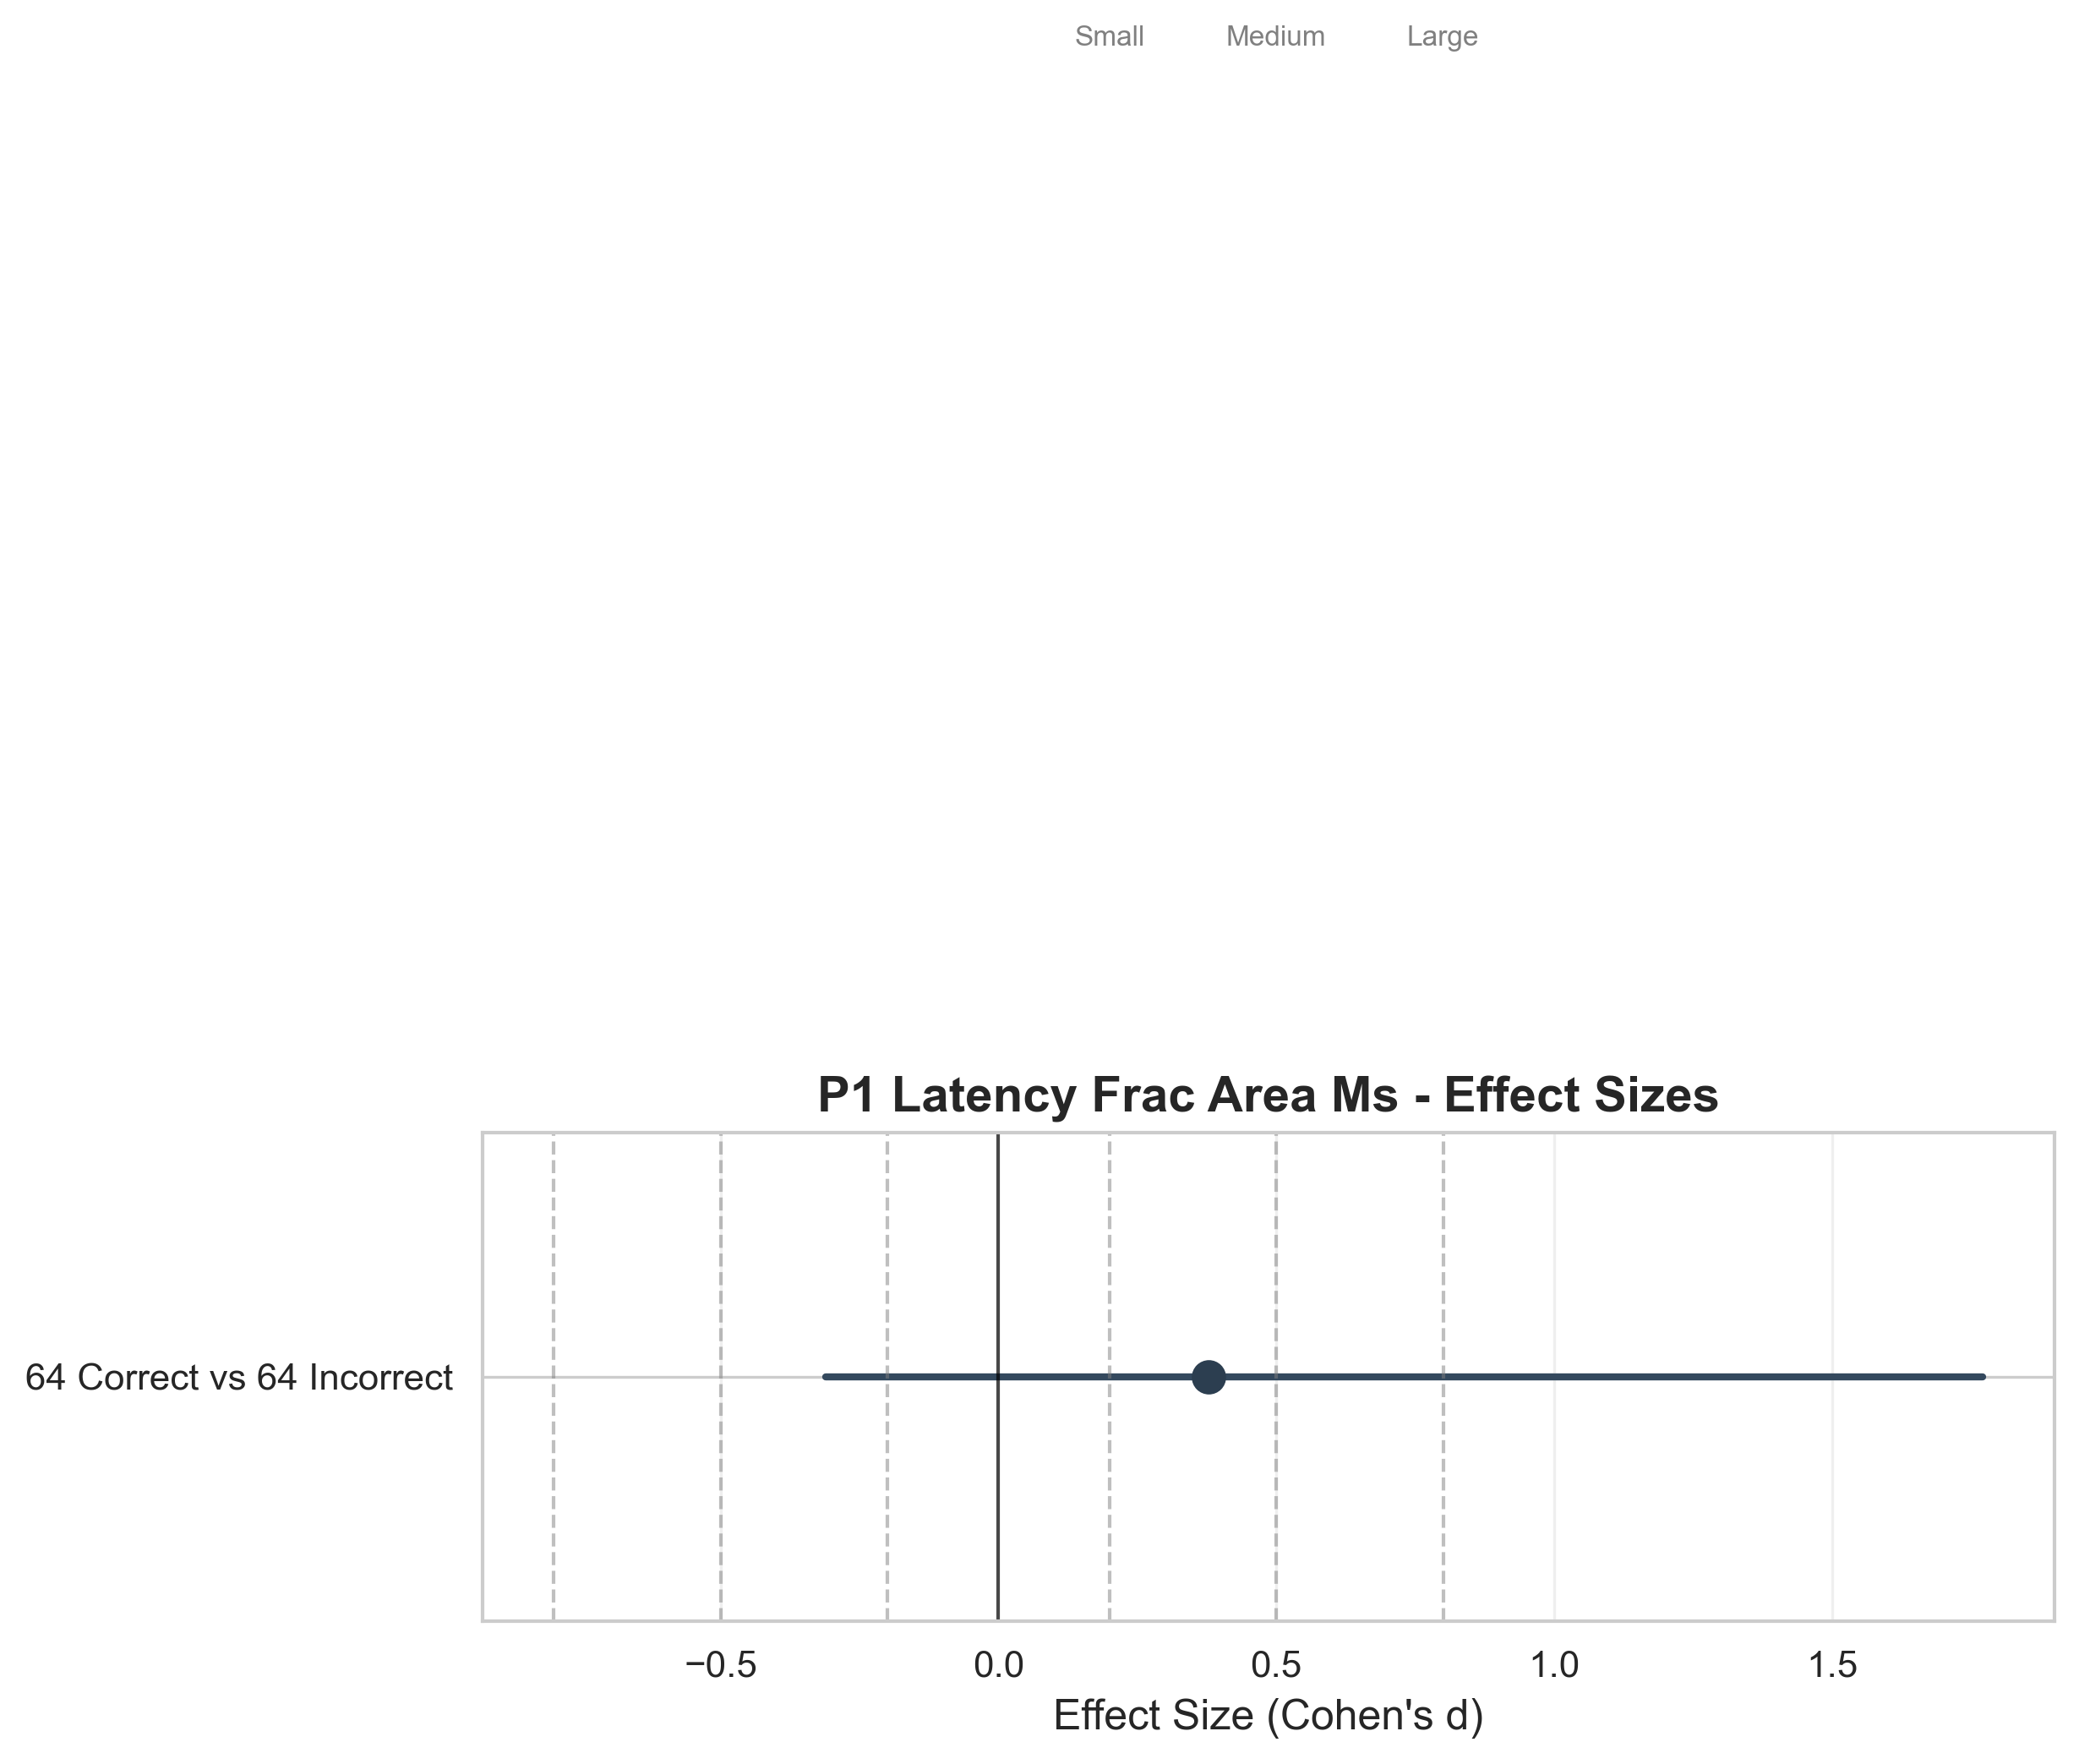 Small Medium Large
P1 Latency Frac Area Ms - Effect Sizes
64 Correct vs 64 Incorrect
−0.5 0.0 0.5 1.0 1.5
Effect Size (Cohen's d)